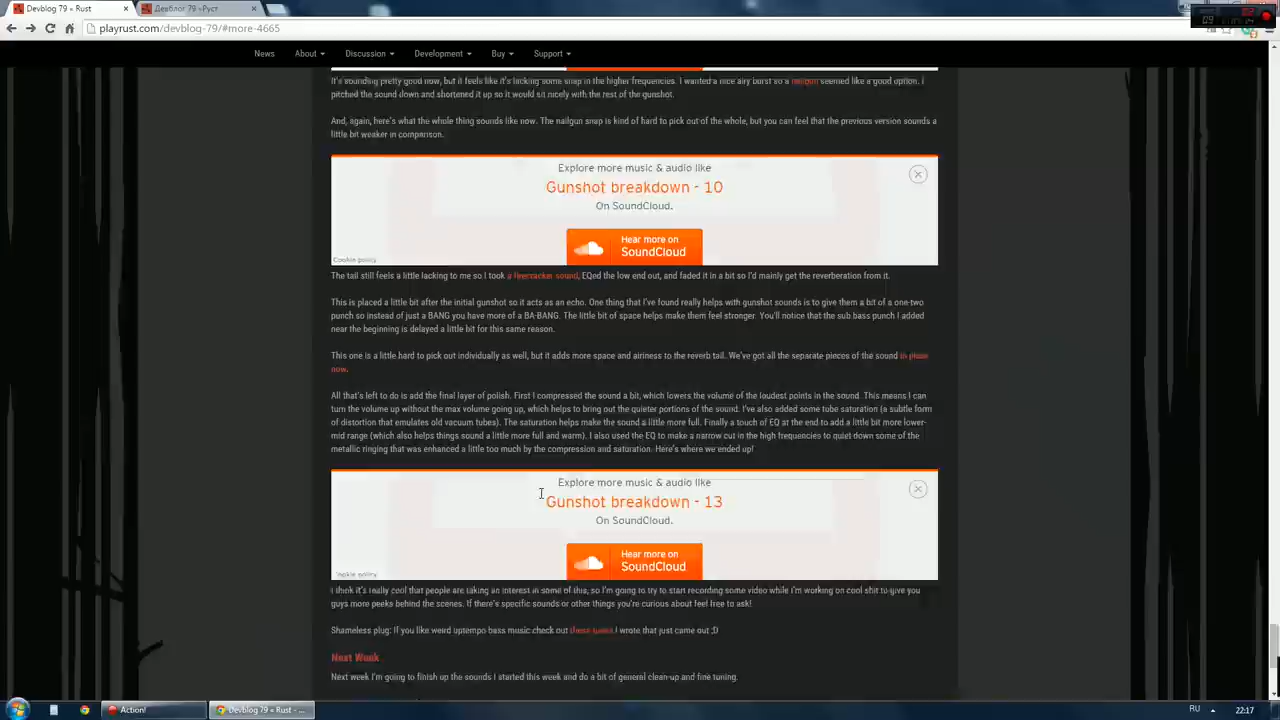 Devblog 79 « Rust
Девблог 79 «Руст
playrust.com/devblog-79/#more-4665
News About Discussion Development Buy Support
It's sounding pretty good now, but it feels like it's lacking some snap in the higher frequencies. I wanted a nice airy burst so a nailgun seemed like a good option. I
pitched the sound down and shortened it up so it would sit nicely with the rest of the gunshot.
And, again, here's what the whole thing sounds like now. The nailgun snap is kind of hard to pick out of the whole, but you can feel that the previous version sounds a
little bit weaker in comparison.
Explore more music & audio like
Gunshot breakdown - 10
On SoundCloud.
Hear more on
SoundCloud
Cookie policy
The tail still feels a little lacking to me so I took a firecracker sound, EQed the low end out, and faded it in a bit so I'd mainly get the reverberation from it.
This is placed a little bit after the initial gunshot so it acts as an echo. One thing that I've found really helps with gunshot sounds is to give them a bit of a one-two
punch so instead of just a BANG you have more of a BA-BANG. The little bit of space helps make them feel stronger. You'll notice that the sub bass punch I added
near the beginning is delayed a little bit for this same reason.
This one is a little hard to pick out individually as well, but it adds more space and airiness to the reverb tail. We've got all the separate pieces of the sound in place
now.
All that's left to do is add the final layer of polish. First I compressed the sound a bit, which lowers the volume of the loudest points in the sound. This means I can
turn the volume up without the max volume going up, which helps to bring out the quieter portions of the sound. I've also added some tube saturation (a subtle form
of distortion that emulates old vacuum tubes). The saturation helps make the sound a little more full. Finally a touch of EQ at the end to add a little bit more lower-
mid range (which also helps things sound a little more full and warm). I also used the EQ to make a narrow cut in the high frequencies to quiet down some of the
metallic ringing that was enhanced a little too much by the compression and saturation. Here's where we ended up!
Explore more music & audio like
Gunshot breakdown - 13
On SoundCloud.
Hear more on
SoundCloud
Cookie policy
I think it's really cool that people are taking an interest in some of this, so I'm going to try to start recording some video while I'm working on cool shit to give you
guys more peeks behind the scenes. If there's specific sounds or other things you're curious about feel free to ask!
Shameless plug: If you like weird uptempo bass music check out these tunes I wrote that just came out ;D
Next Week
Next week I'm going to finish up the sounds I started this week and do a bit of general clean-up and fine tuning.
Action!
Devblog 79 « Rust - ...
RU
22:17